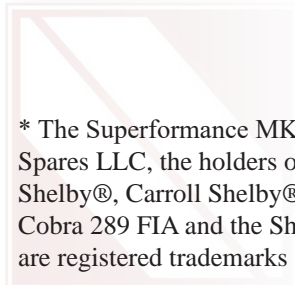 * The Superformance MK
Spares LLC, the holders o
Shelby®, Carroll Shelby®
Cobra 289 FIA and the Sh
are registered trademarks